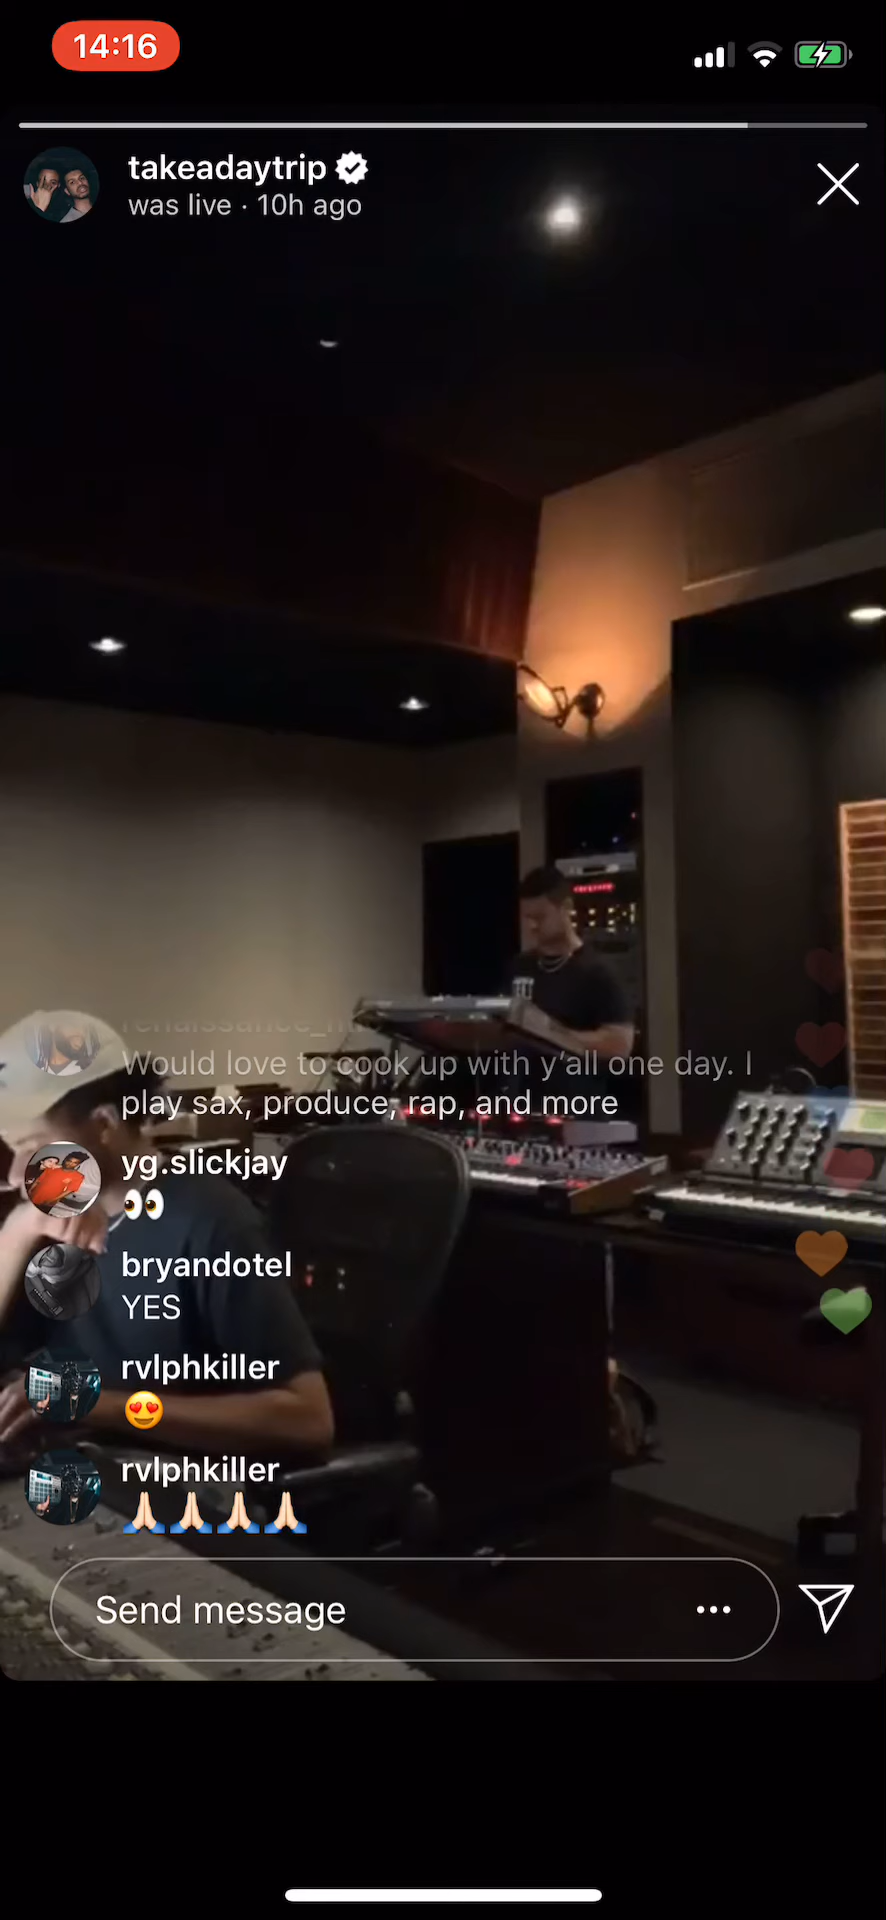 14:16
takeadaytrip
was live · 10h ago
Would love to cook up with y'all one day. I
play sax, produce, rap, and more
yg.slickjay
👀
bryandotel
YES
rvlphkiller
😍
rvlphkiller
🙏🏻🙏🏻🙏🏻🙏🏻
Send message